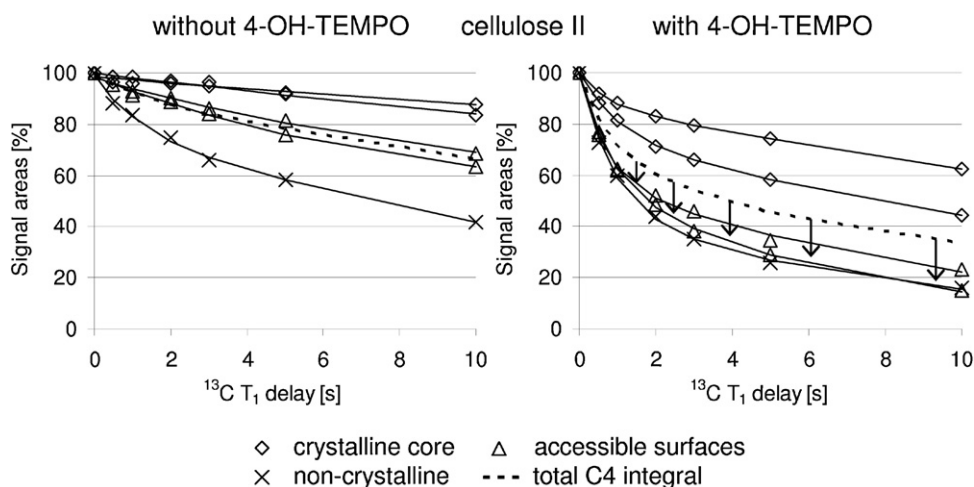 without 4-OH-TEMPO cellulose II with 4-OH-TEMPO
Signal areas [%]
100
80
60
40
20
0
0 2 4 6 8 10
¹³C T₁ delay [s]
Signal areas [%]
100
80
60
40
20
0
0 2 4 6 8 10
¹³C T₁ delay [s]
crystalline core
accessible surfaces
non-crystalline
total C4 integral